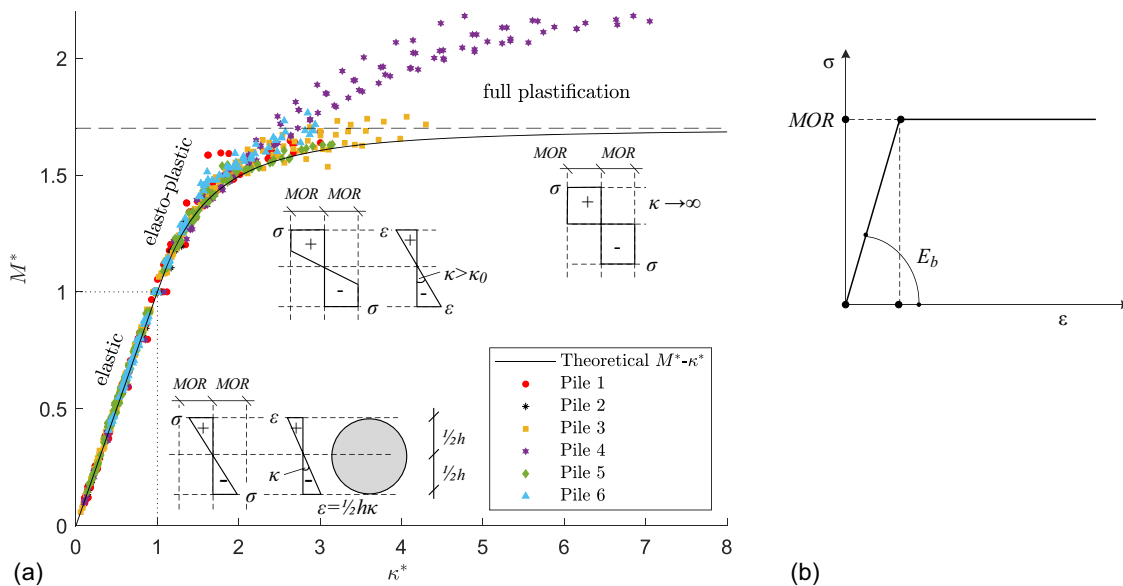 2
1.5
1
0.5
0
M*
0 1 2 3 4 5 6 7 8
κ*
elastic
elasto-plastic
full plastification
MOR MOR
σ
+
-
σ
κ→∞
MOR MOR
σ
+
-
σ
ε
+
κ>κ0
-
ε
MOR MOR
σ
+
-
σ
ε
+
κ
-
ε=½hκ
½h
½h
Theoretical M*-κ*
Pile 1
Pile 2
Pile 3
Pile 4
Pile 5
Pile 6
(a)
σ
MOR
E_b
ε
(b)